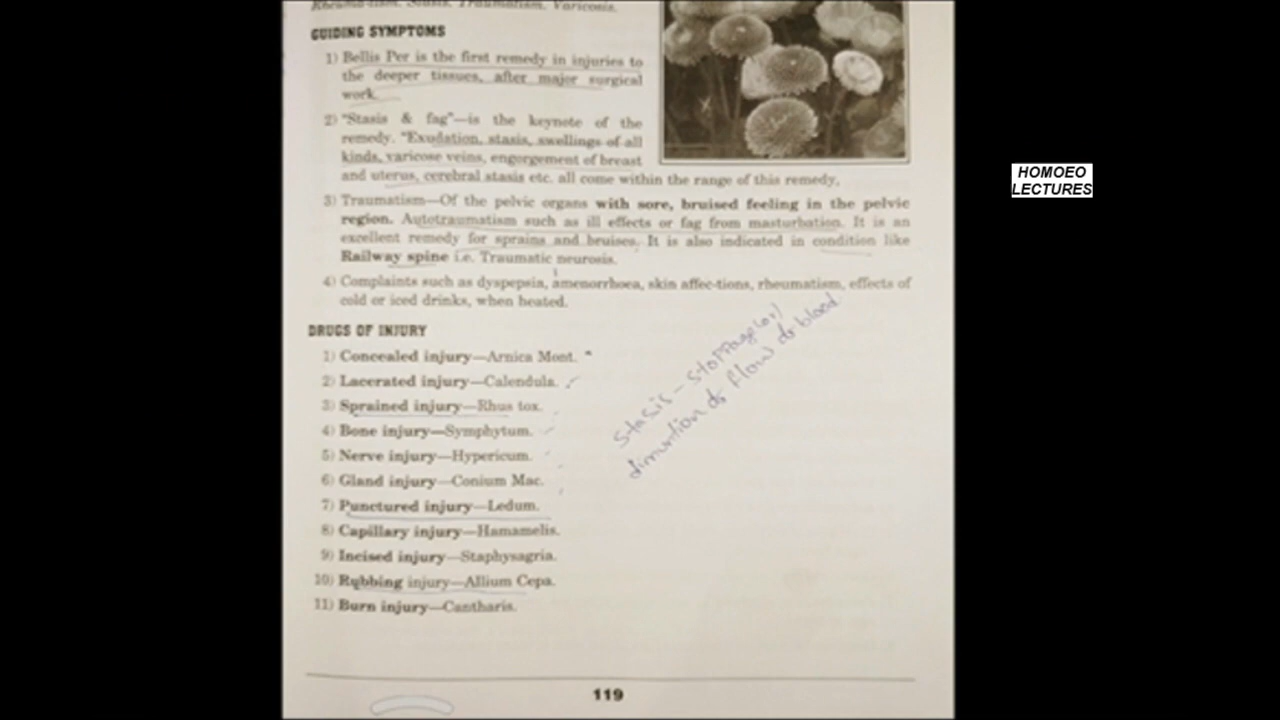 Rheuma-tism. Stasis. Traumatism. Varicosis.
GUIDING SYMPTOMS
1) Bellis Per is the first remedy in injuries to
the deeper tissues, after major surgical
work.
2) "Stasis & fag"—is the keynote of the
remedy. "Exudation, stasis, swellings of all
kinds, varicose veins, engorgement of breast
and uterus, cerebral stasis etc. all come within the range of this remedy.
3) Traumatism—Of the pelvic organs with sore, bruised feeling in the pelvic
region. Autotraumatism such as ill effects or fag from masturbation. It is an
excellent remedy for sprains and bruises. It is also indicated in condition like
Railway spine i.e. Traumatic neurosis.
4) Complaints such as dyspepsia, amenorrhoea, skin affec-tions, rheumatism, effects of
cold or iced drinks, when heated.
DRUGS OF INJURY
1) Concealed injury—Arnica Mont.
2) Lacerated injury—Calendula.
3) Sprained injury—Rhus tox.
4) Bone injury—Symphytum.
5) Nerve injury—Hypericum.
6) Gland injury—Conium Mac.
7) Punctured injury—Ledum.
8) Capillary injury—Hamamelis.
9) Incised injury—Staphysagria.
10) Rubbing injury—Allium Cepa.
11) Burn injury—Cantharis.
Stasis - Stoppage (or)
flow blood
119
HOMOEO
LECTURES